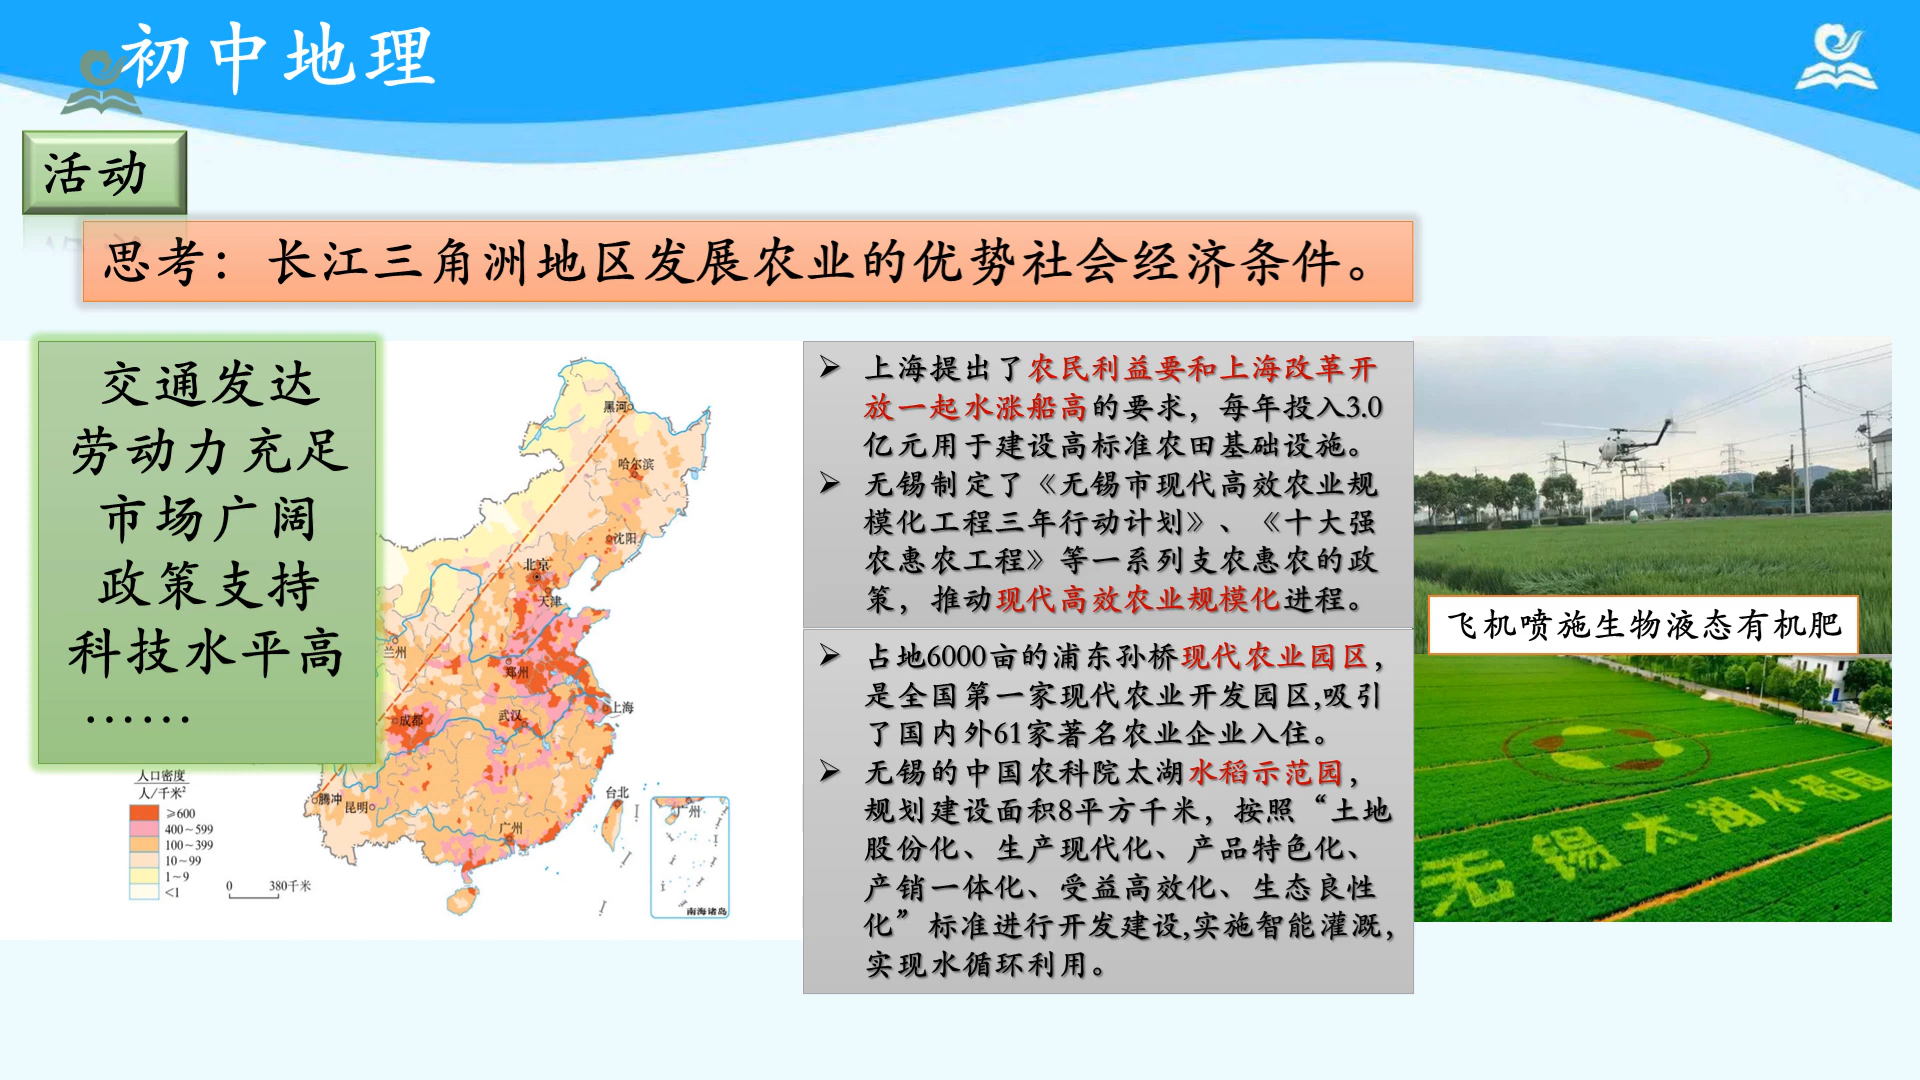 初中地理
活动
思考：长江三角洲地区发展农业的优势社会经济条件。
交通发达
劳动力充足
市场广阔
政策支持
科技水平高
······
黑河
哈尔滨
沈阳
北京
天津
兰州
郑州
成都
武汉
上海
腾冲
昆明
广州
台北
广州
南海诸岛
人口密度
人/千米²
≥600
400~599
100~399
10~99
1~9
<1
0 380千米
上海提出了农民利益要和上海改革开
放一起水涨船高的要求，每年投入3.0
亿元用于建设高标准农田基础设施。
无锡制定了《无锡市现代高效农业规
模化工程三年行动计划》、《十大强
农惠农工程》等一系列支农惠农的政
策，推动现代高效农业规模化进程。
占地6000亩的浦东孙桥现代农业园区，
是全国第一家现代农业开发园区,吸引
了国内外61家著名农业企业入住。
无锡的中国农科院太湖水稻示范园，
规划建设面积8平方千米，按照“土地
股份化、生产现代化、产品特色化、
产销一体化、受益高效化、生态良性
化”标准进行开发建设,实施智能灌溉,
实现水循环利用。
飞机喷施生物液态有机肥
无锡太湖水稻园